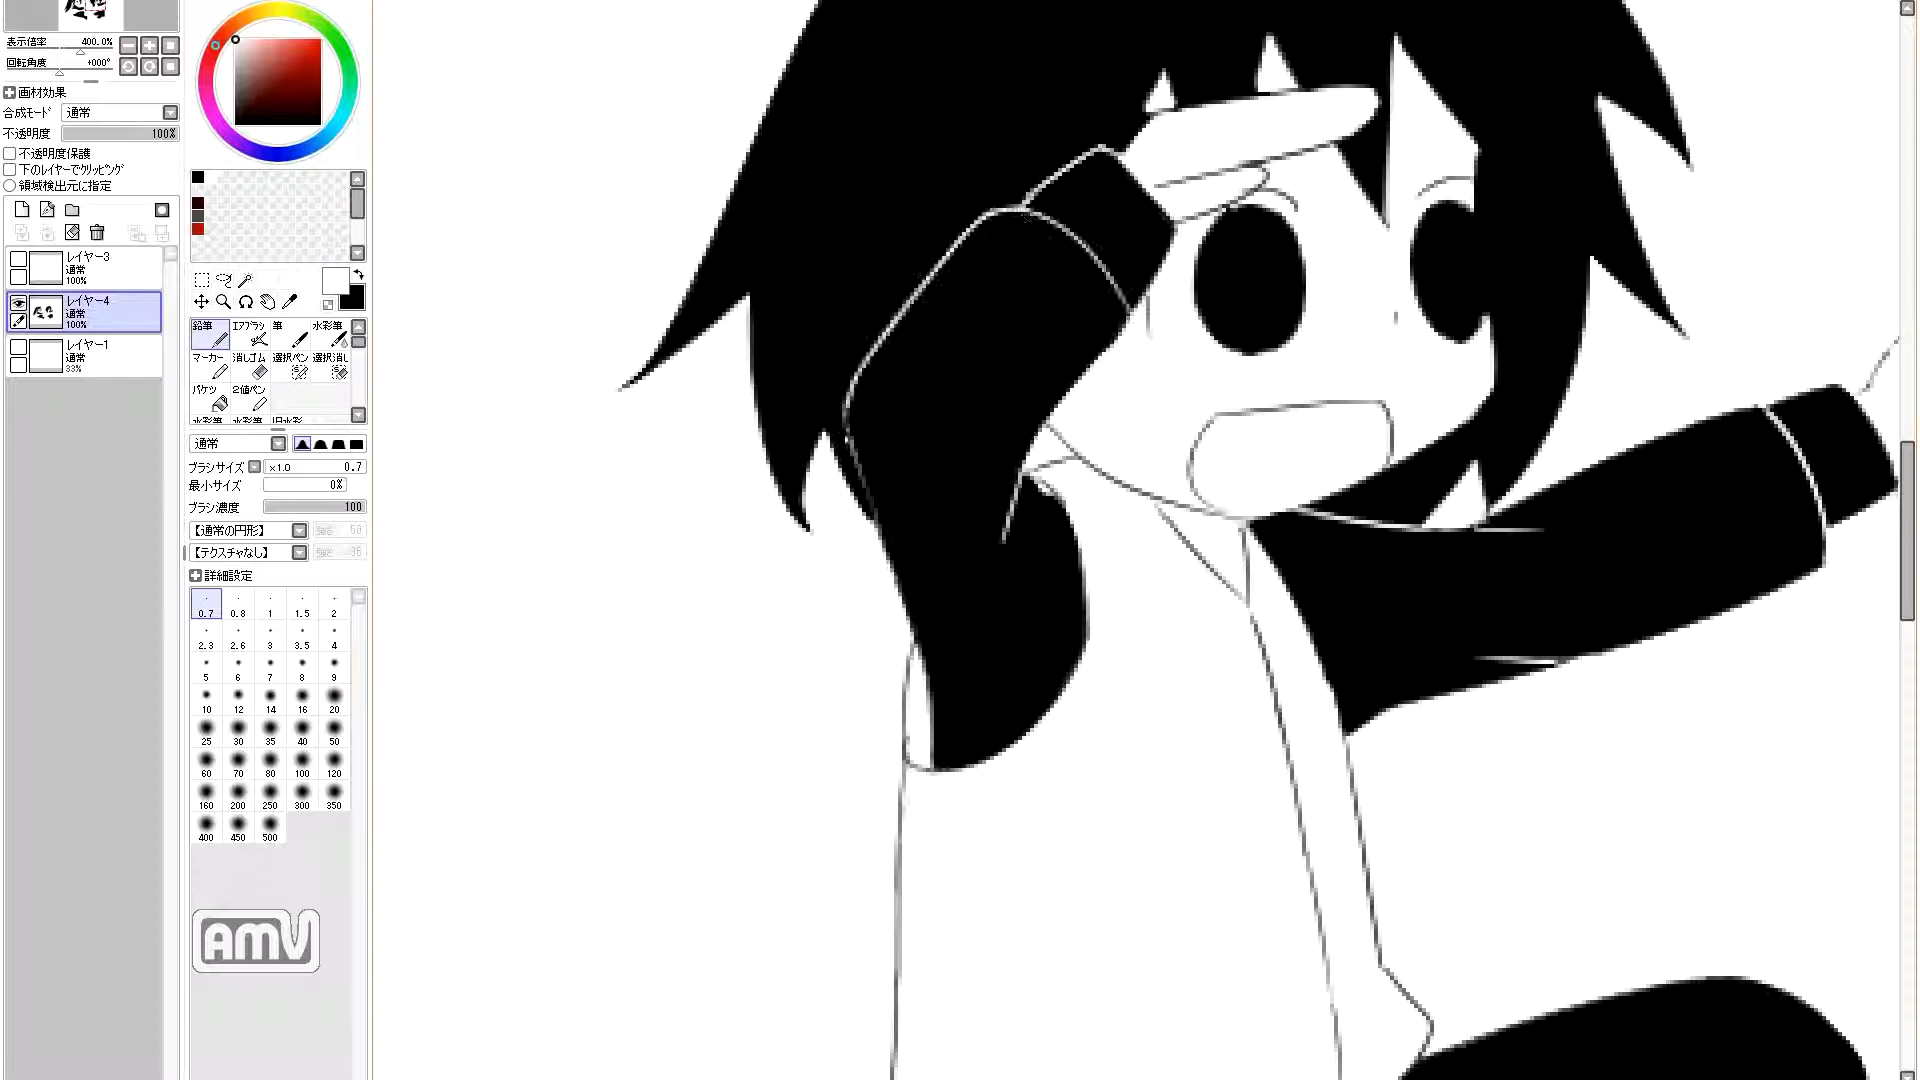 表示倍率 400.0%
回転角度 +000°
画材効果
合成モード 通常
不透明度 100%
不透明度保護
下のレイヤーでクリッピング
領域検出元に指定
レイヤー3
通常
100%
レイヤー4
通常
100%
レイヤー1
33%
鉛筆 エアブラシ 筆 水彩筆
マーカー 消しゴム 選択ペン 選択消し
バケツ 2値ペン
通常
ブラシサイズ x1.0 0.7
最小サイズ 0%
ブラシ濃度 100
【通常の円形】 50
【テクスチャなし】
詳細設定
0.7 0.8 1 1.5 2
2.3 2.6 3 3.5 4
5 6 7 8 9
10 12 14 16 20
25 30 35 40 50
60 70 80 100 120
160 200 250 300 350
400 450 500
AMV